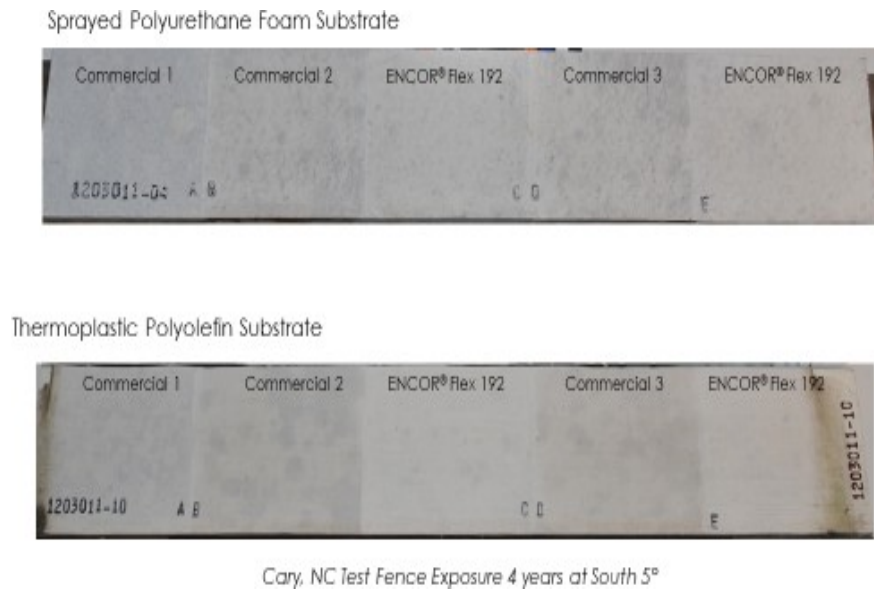 Sprayed Polyurethane Foam Substrate
Commercial 1 Commercial 2 ENCOR® Flex 192 Commercial 3 ENCOR® Flex 192
1203011-04 A B C D E
Thermoplastic Polyolefin Substrate
Commercial 1 Commercial 2 ENCOR® Flex 192 Commercial 3 ENCOR® Flex 192
1203011-10 A B C D E
1203011-10
Cary, NC Test Fence Exposure 4 years at South 5°